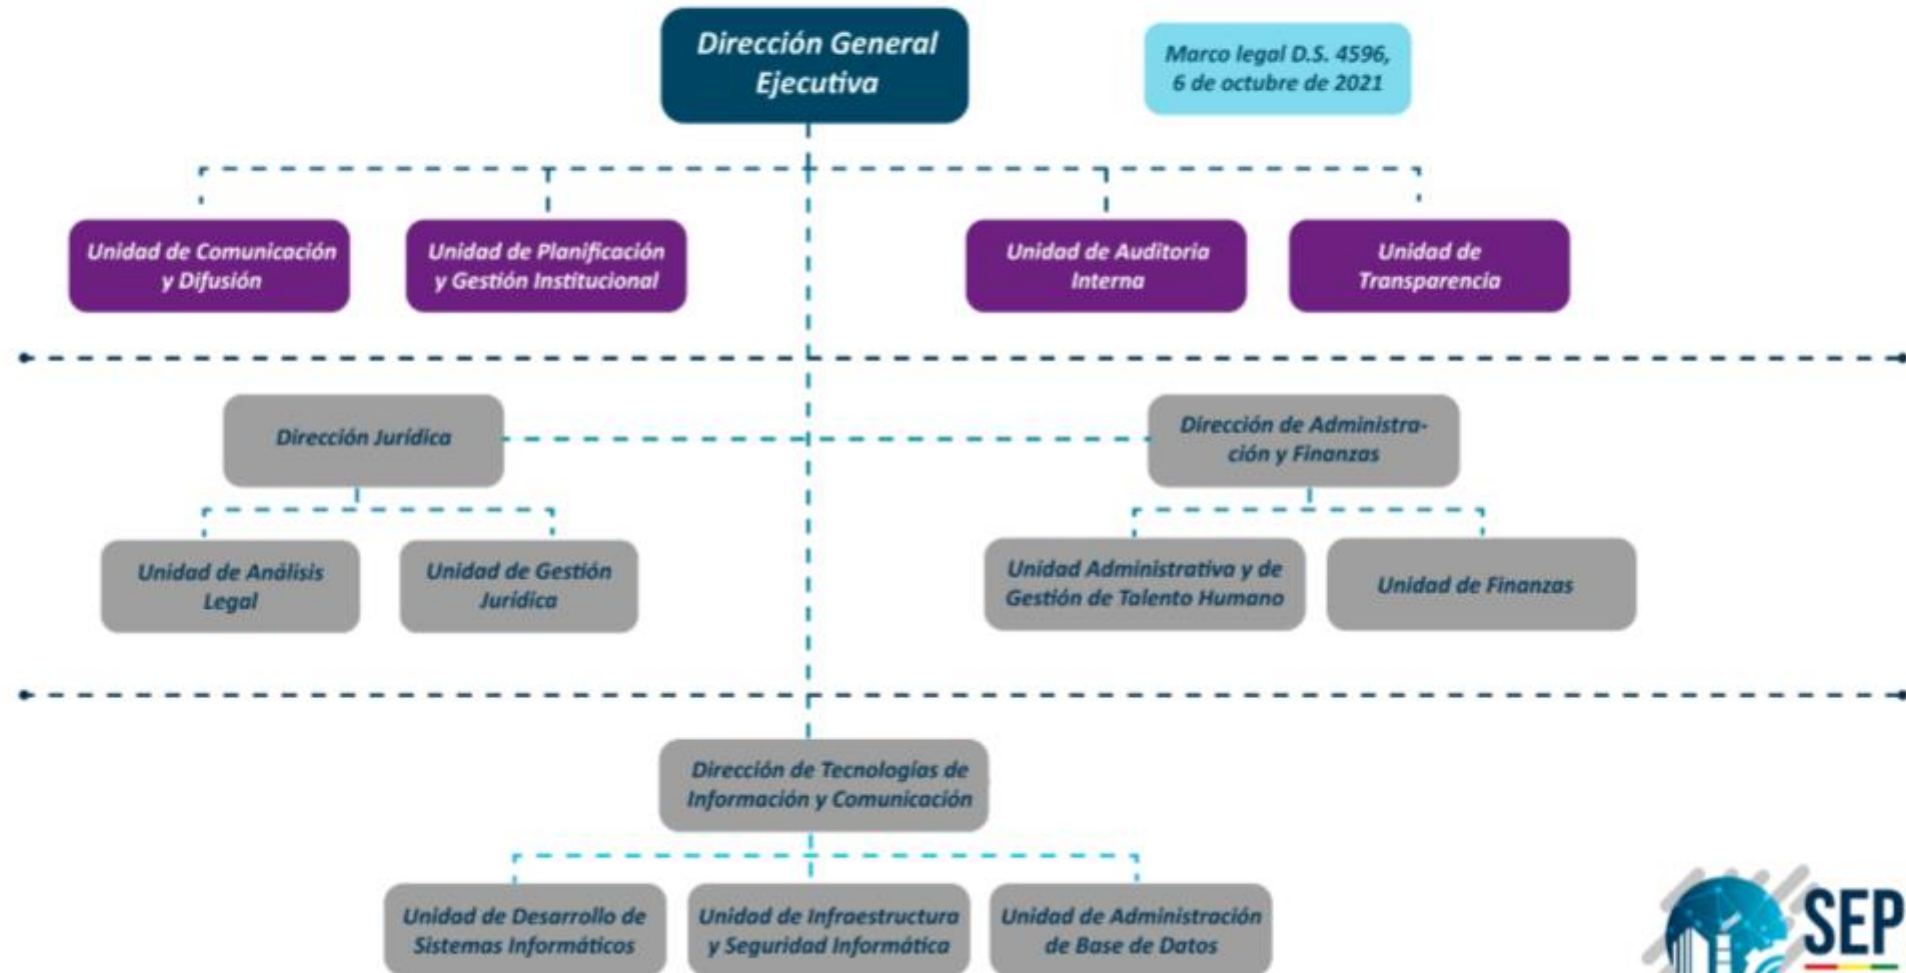 Dirección General
Ejecutiva
Marco legal D.S. 4596,
6 de octubre de 2021
Unidad de Comunicación
y Difusión
Unidad de Planificación
y Gestión Institucional
Unidad de Auditoria
Interna
Unidad de
Transparencia
Dirección Jurídica
Dirección de Administra-
ción y Finanzas
Unidad de Análisis
Legal
Unidad de Gestión
Jurídica
Unidad Administrativa y de
Gestión de Talento Humano
Unidad de Finanzas
Dirección de Tecnologías de
Información y Comunicación
Unidad de Desarrollo de
Sistemas Informáticos
Unidad de Infraestructura
y Seguridad Informática
Unidad de Administración
de Base de Datos
SEP